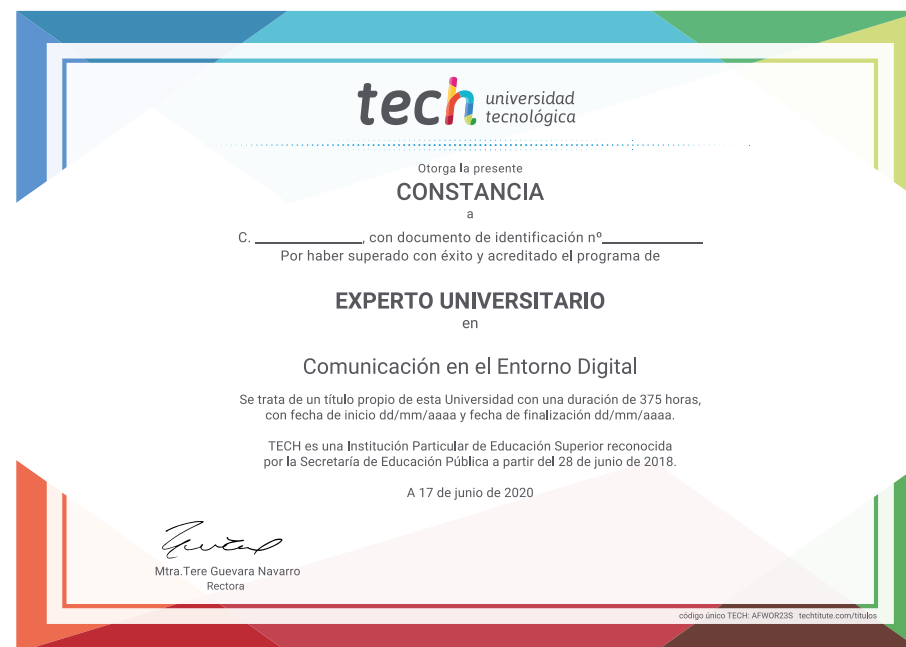 tech universidad
tecnológica
Otorga la presente
CONSTANCIA
a
C. ____________, con documento de identificación nº____________
Por haber superado con éxito y acreditado el programa de
EXPERTO UNIVERSITARIO
en
Comunicación en el Entorno Digital
Se trata de un título propio de esta Universidad con una duración de 375 horas,
con fecha de inicio dd/mm/aaaa y fecha de finalización dd/mm/aaaa.
TECH es una Institución Particular de Educación Superior reconocida
por la Secretaría de Educación Pública a partir del 28 de junio de 2018.
A 17 de junio de 2020
Mtra.Tere Guevara Navarro
Rectora
código único TECH: AFWOR23S techtitute.com/titulos